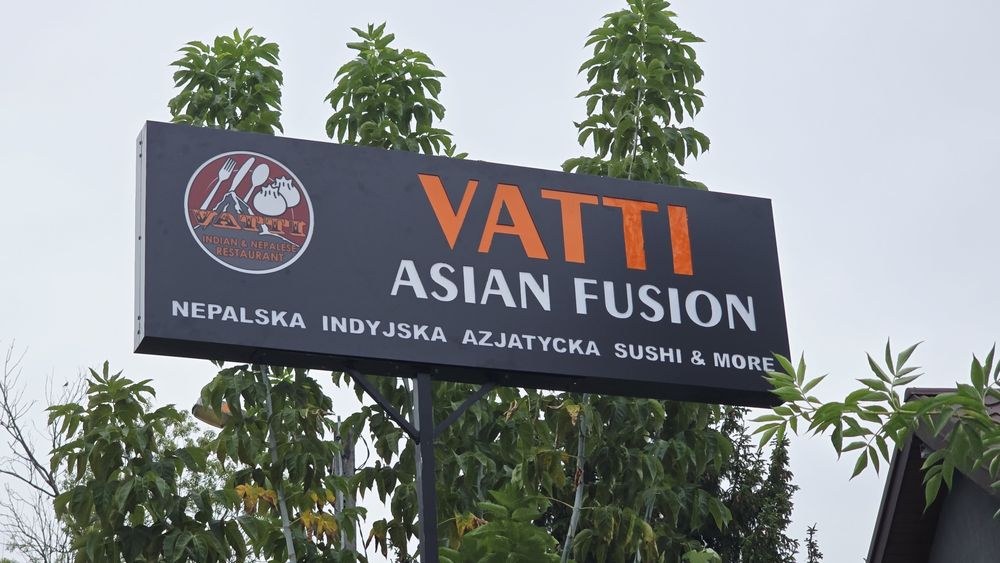 VATTI
INDIAN & NEPALESE
RESTAURANT
VATTI
ASIAN FUSION
NEPALSKA INDYJSKA AZJATYCKA SUSHI & MORE